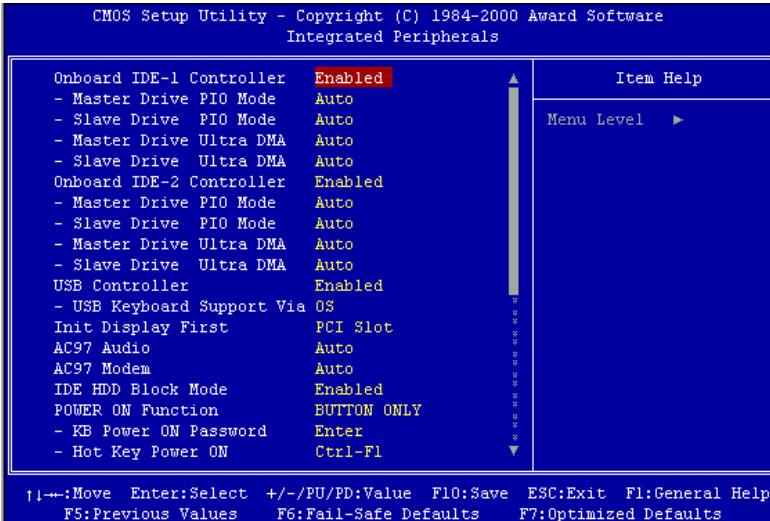 CMOS Setup Utility - Copyright (C) 1984-2000 Award Software
Integrated Peripherals
Onboard IDE-1 Controller Enabled
- Master Drive PIO Mode Auto
- Slave Drive PIO Mode Auto
- Master Drive Ultra DMA Auto
- Slave Drive Ultra DMA Auto
Onboard IDE-2 Controller Enabled
- Master Drive PIO Mode Auto
- Slave Drive PIO Mode Auto
- Master Drive Ultra DMA Auto
- Slave Drive Ultra DMA Auto
USB Controller Enabled
- USB Keyboard Support Via OS
Init Display First PCI Slot
AC97 Audio Auto
AC97 Modem Auto
IDE HDD Block Mode Enabled
POWER ON Function BUTTON ONLY
- KB Power ON Password Enter
- Hot Key Power ON Ctrl-F1
Item Help
Menu Level ►
↑↓→←:Move Enter:Select +/-/PU/PD:Value F10:Save ESC:Exit F1:General Help
F5:Previous Values F6:Fail-Safe Defaults F7:Optimized Defaults